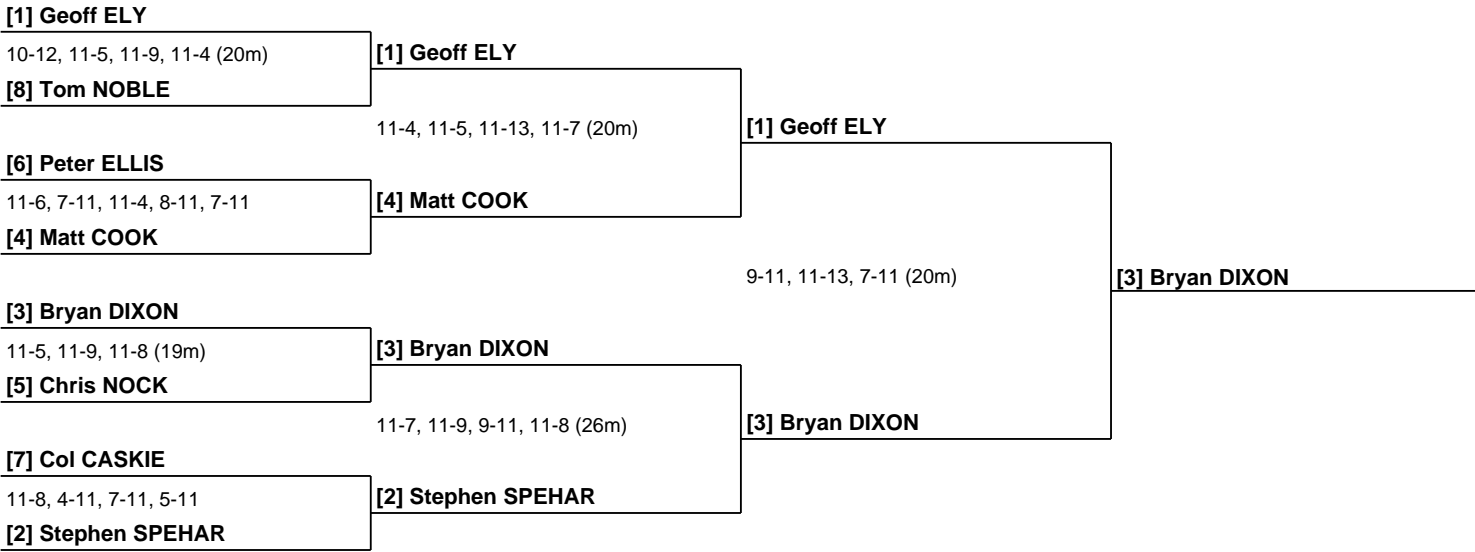 [1] Geoff ELY
10-12, 11-5, 11-9, 11-4 (20m)
[8] Tom NOBLE
[6] Peter ELLIS
11-6, 7-11, 11-4, 8-11, 7-11
[4] Matt COOK
[3] Bryan DIXON
11-5, 11-9, 11-8 (19m)
[5] Chris NOCK
[7] Col CASKIE
11-8, 4-11, 7-11, 5-11
[2] Stephen SPEHAR
[1] Geoff ELY
11-4, 11-5, 11-13, 11-7 (20m)
[4] Matt COOK
[3] Bryan DIXON
11-7, 11-9, 9-11, 11-8 (26m)
[2] Stephen SPEHAR
[1] Geoff ELY
9-11, 11-13, 7-11 (20m)
[3] Bryan DIXON
[3] Bryan DIXON